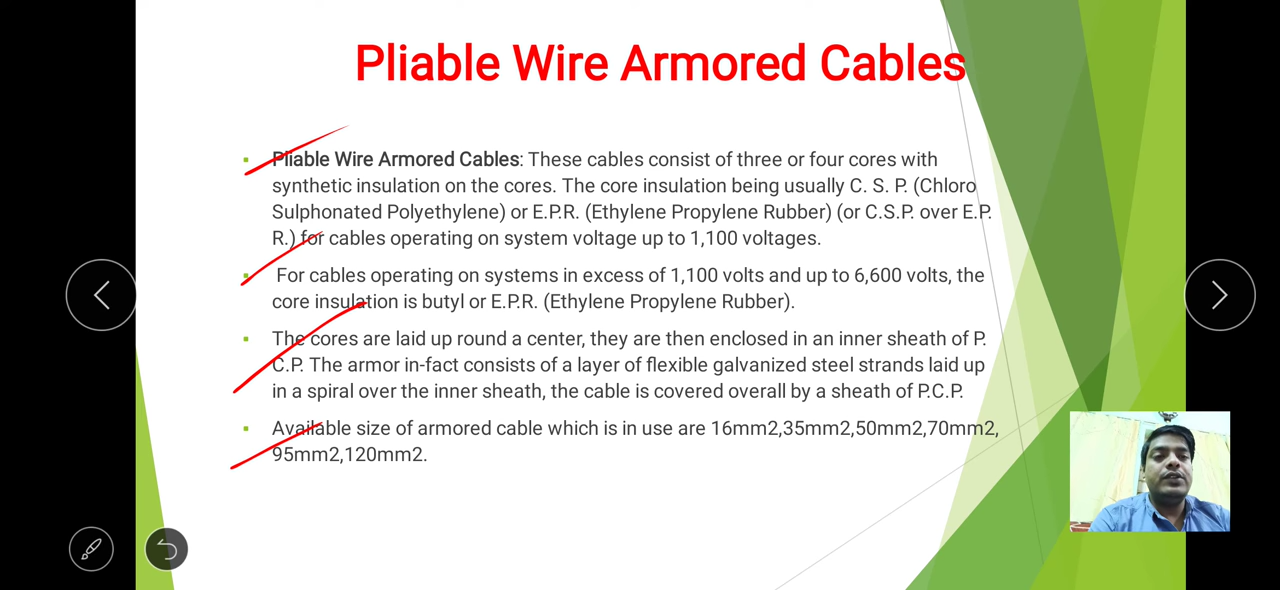 Pliable Wire Armored Cables
Pliable Wire Armored Cables: These cables consist of three or four cores with
synthetic insulation on the cores. The core insulation being usually C. S. P. (Chloro
Sulphonated Polyethylene) or E.P.R. (Ethylene Propylene Rubber) (or C.S.P. over E.P.
R.) for cables operating on system voltage up to 1,100 voltages.
For cables operating on systems in excess of 1,100 volts and up to 6,600 volts, the
core insulation is butyl or E.P.R. (Ethylene Propylene Rubber).
The cores are laid up round a center, they are then enclosed in an inner sheath of P.
C.P. The armor in-fact consists of a layer of flexible galvanized steel strands laid up
in a spiral over the inner sheath, the cable is covered overall by a sheath of P.C.P.
Available size of armored cable which is in use are 16mm2,35mm2,50mm2,70mm2,
95mm2,120mm2.